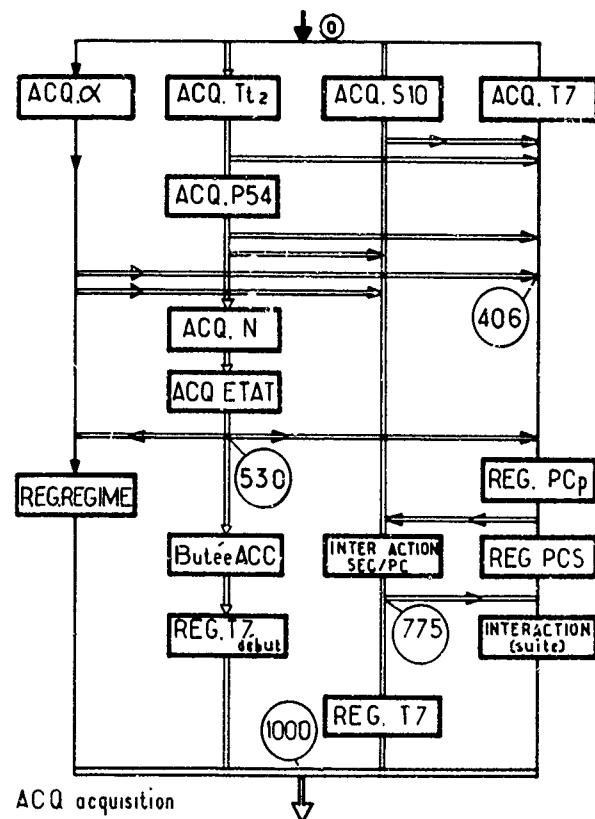 0
ACQ.α ACQ. Tt2 ACQ. S10 ACQ. T7
ACQ. P54
406
ACQ. N
ACQ ETAT
530
REG.REGIME REG. PCp
Butée ACC INTER ACTION SEC/PC REG PCS
REG. T7 début 775 INTERACTION (suite)
REG. T7
1000
ACQ acquisition